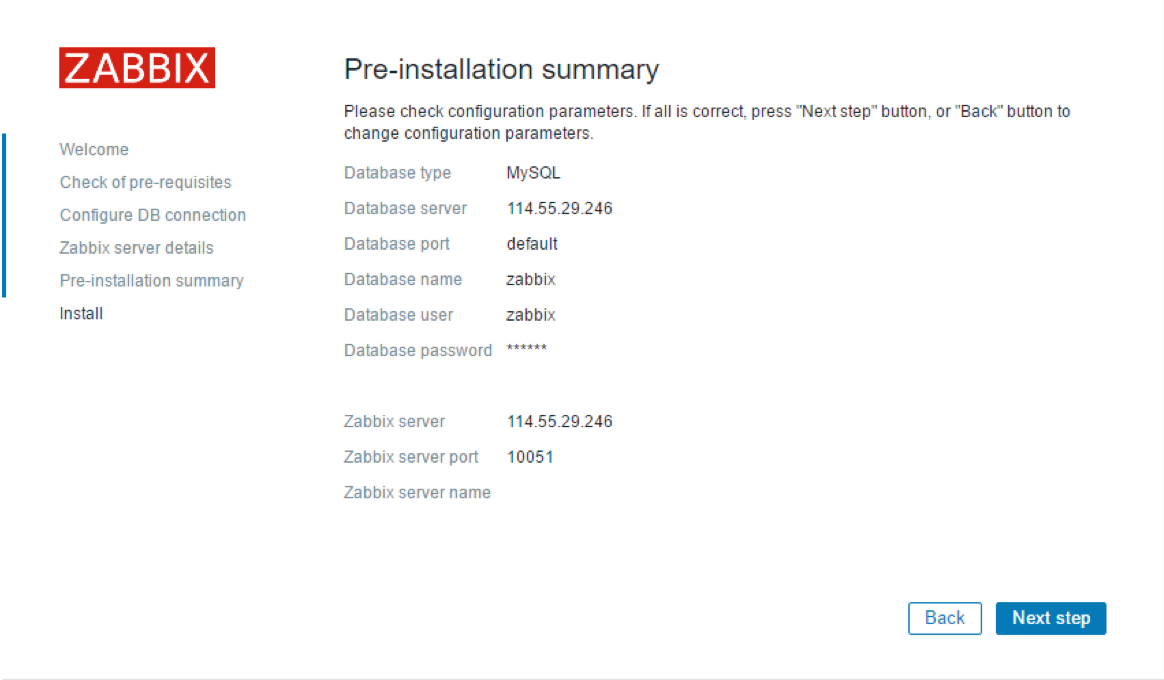 ZABBIX
Welcome
Check of pre-requisites
Configure DB connection
Zabbix server details
Pre-installation summary
Install
Pre-installation summary
Please check configuration parameters. If all is correct, press "Next step" button, or "Back" button to
change configuration parameters.
Database type MySQL
Database server 114.55.29.246
Database port default
Database name zabbix
Database user zabbix
Database password ******
Zabbix server 114.55.29.246
Zabbix server port 10051
Zabbix server name
Back Next step